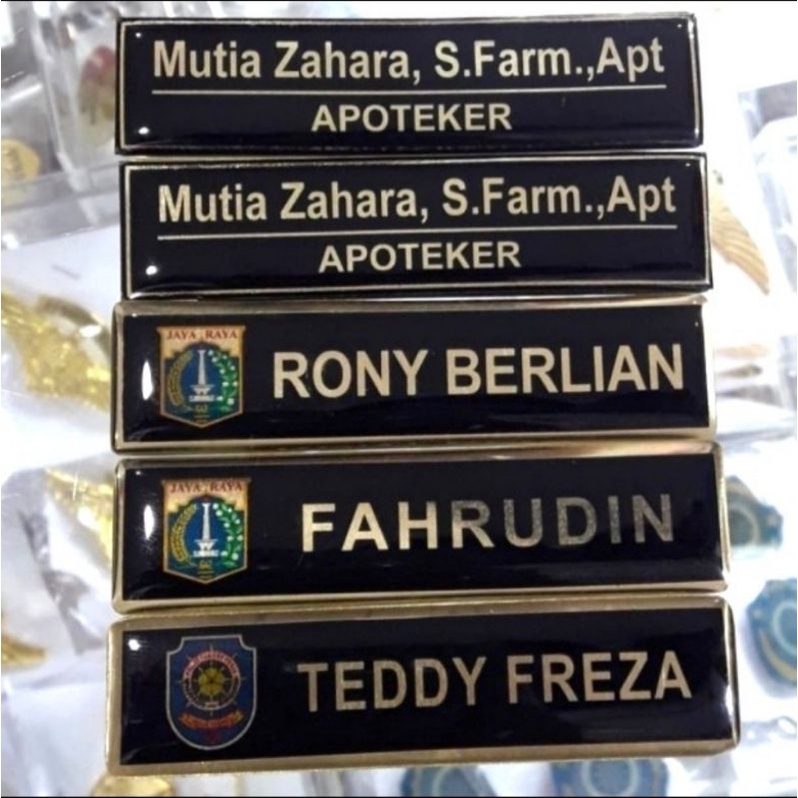 Mutia Zahara, S.Farm.,Apt
APOTEKER
Mutia Zahara, S.Farm.,Apt
APOTEKER
JAYA RAYA
RONY BERLIAN
JAYA RAYA
FAHRUDIN
TEDDY FREZA